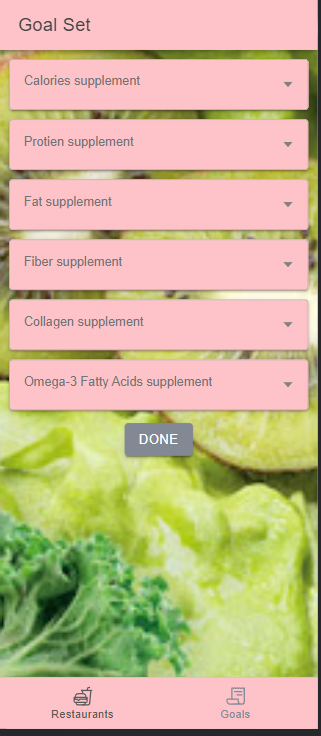 Goal Set
Calories supplement
Protien supplement
Fat supplement
Fiber supplement
Collagen supplement
Omega-3 Fatty Acids supplement
DONE
Restaurants
Goals